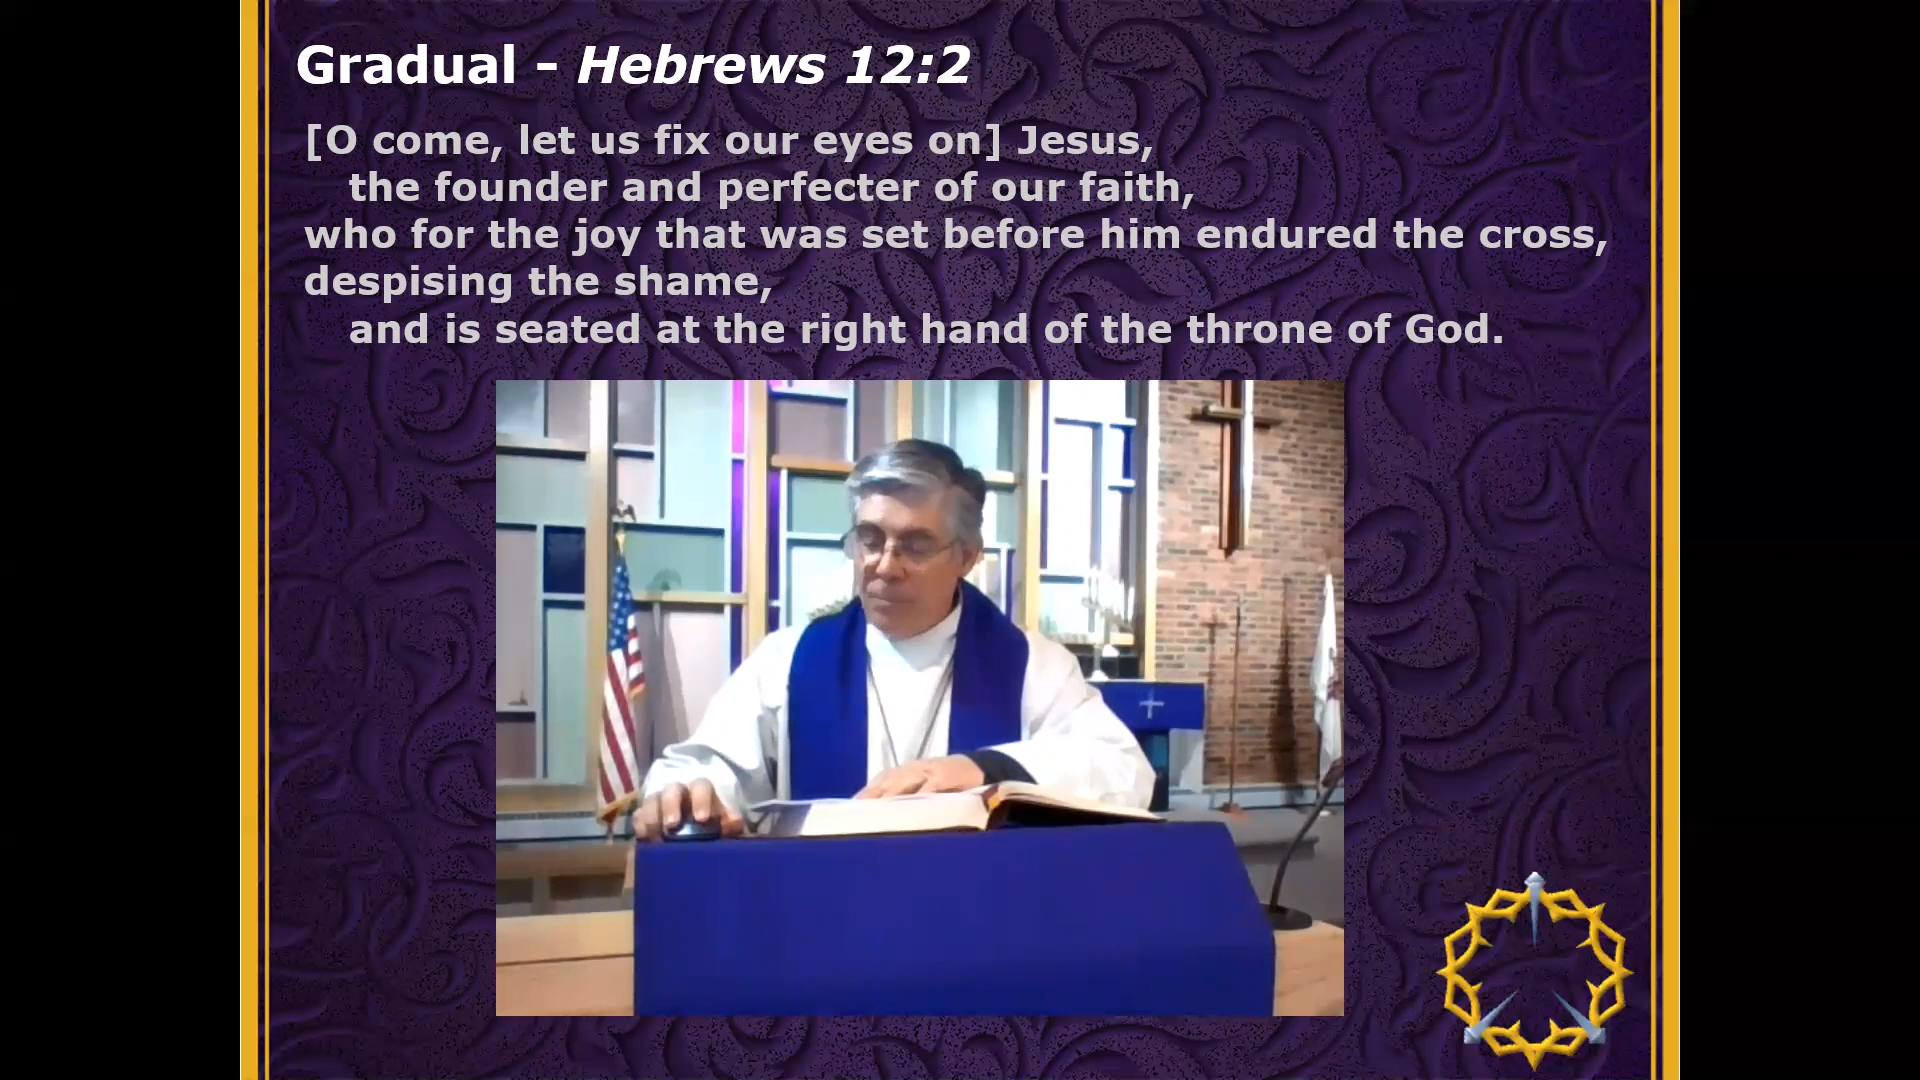 Gradual - Hebrews 12:2
[O come, let us fix our eyes on] Jesus,
the founder and perfecter of our faith,
who for the joy that was set before him endured the cross,
despising the shame,
and is seated at the right hand of the throne of God.